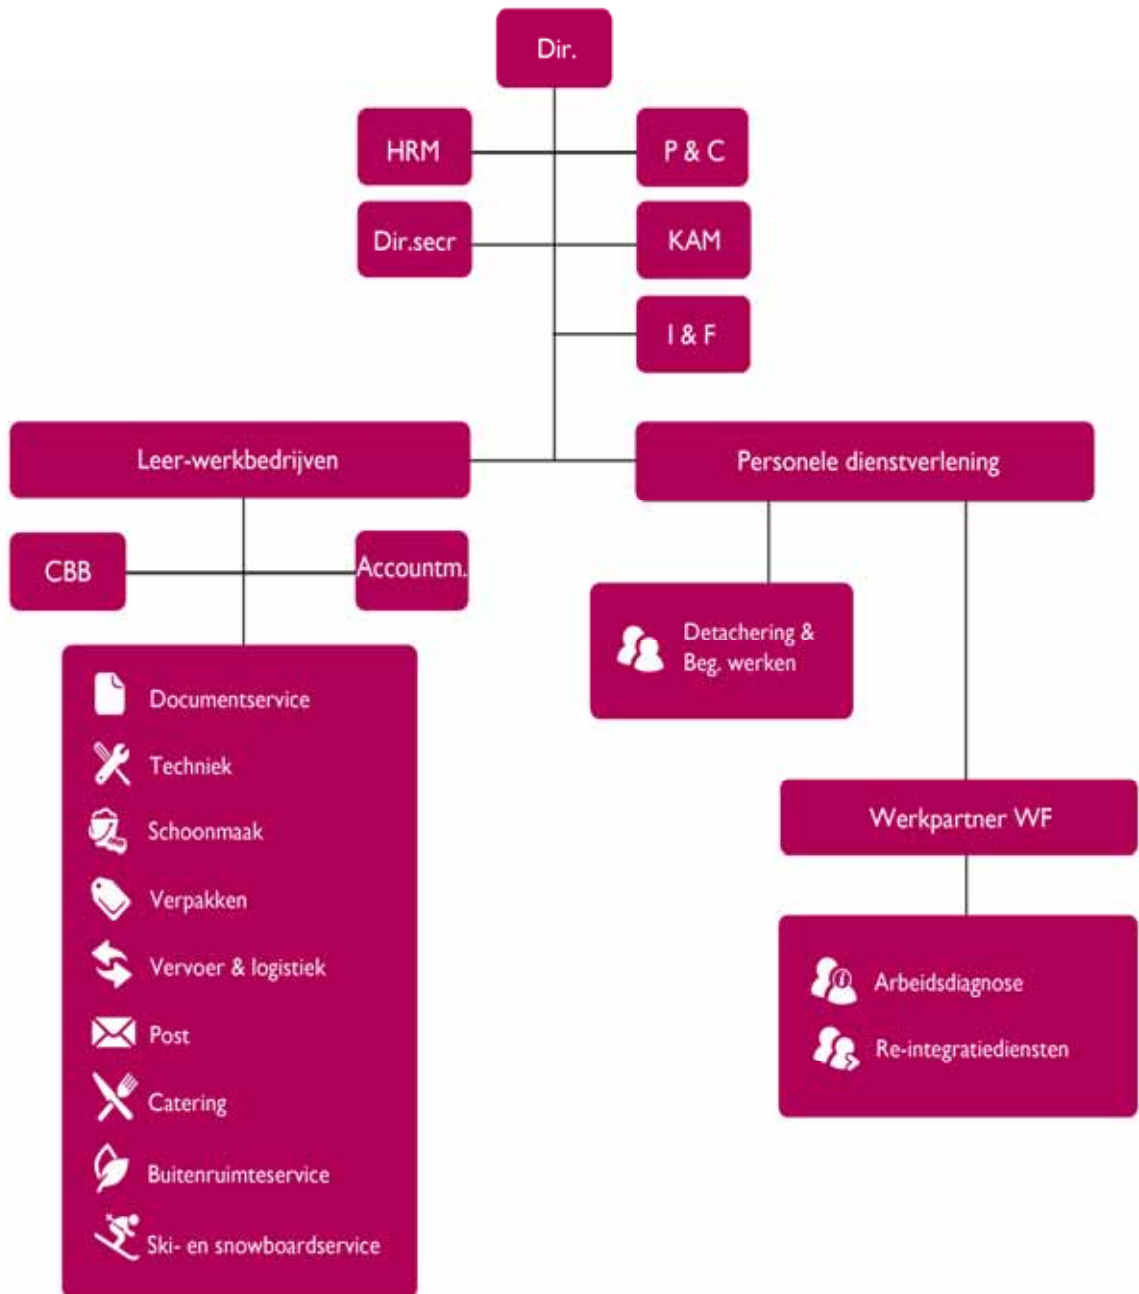 Dir.
HRM
P & C
Dir.secr
KAM
I & F
Leer-werkbedrijven
Personele dienstverlening
CBB
Accountm.
Detachering &
Beg. werken
Documentservice
Techniek
Schoonmaak
Verpakken
Vervoer & logistiek
Post
Catering
Buitenruimteservice
Ski- en snowboardservice
Werkpartner WF
Arbeidsdiagnose
Re-integratiediensten